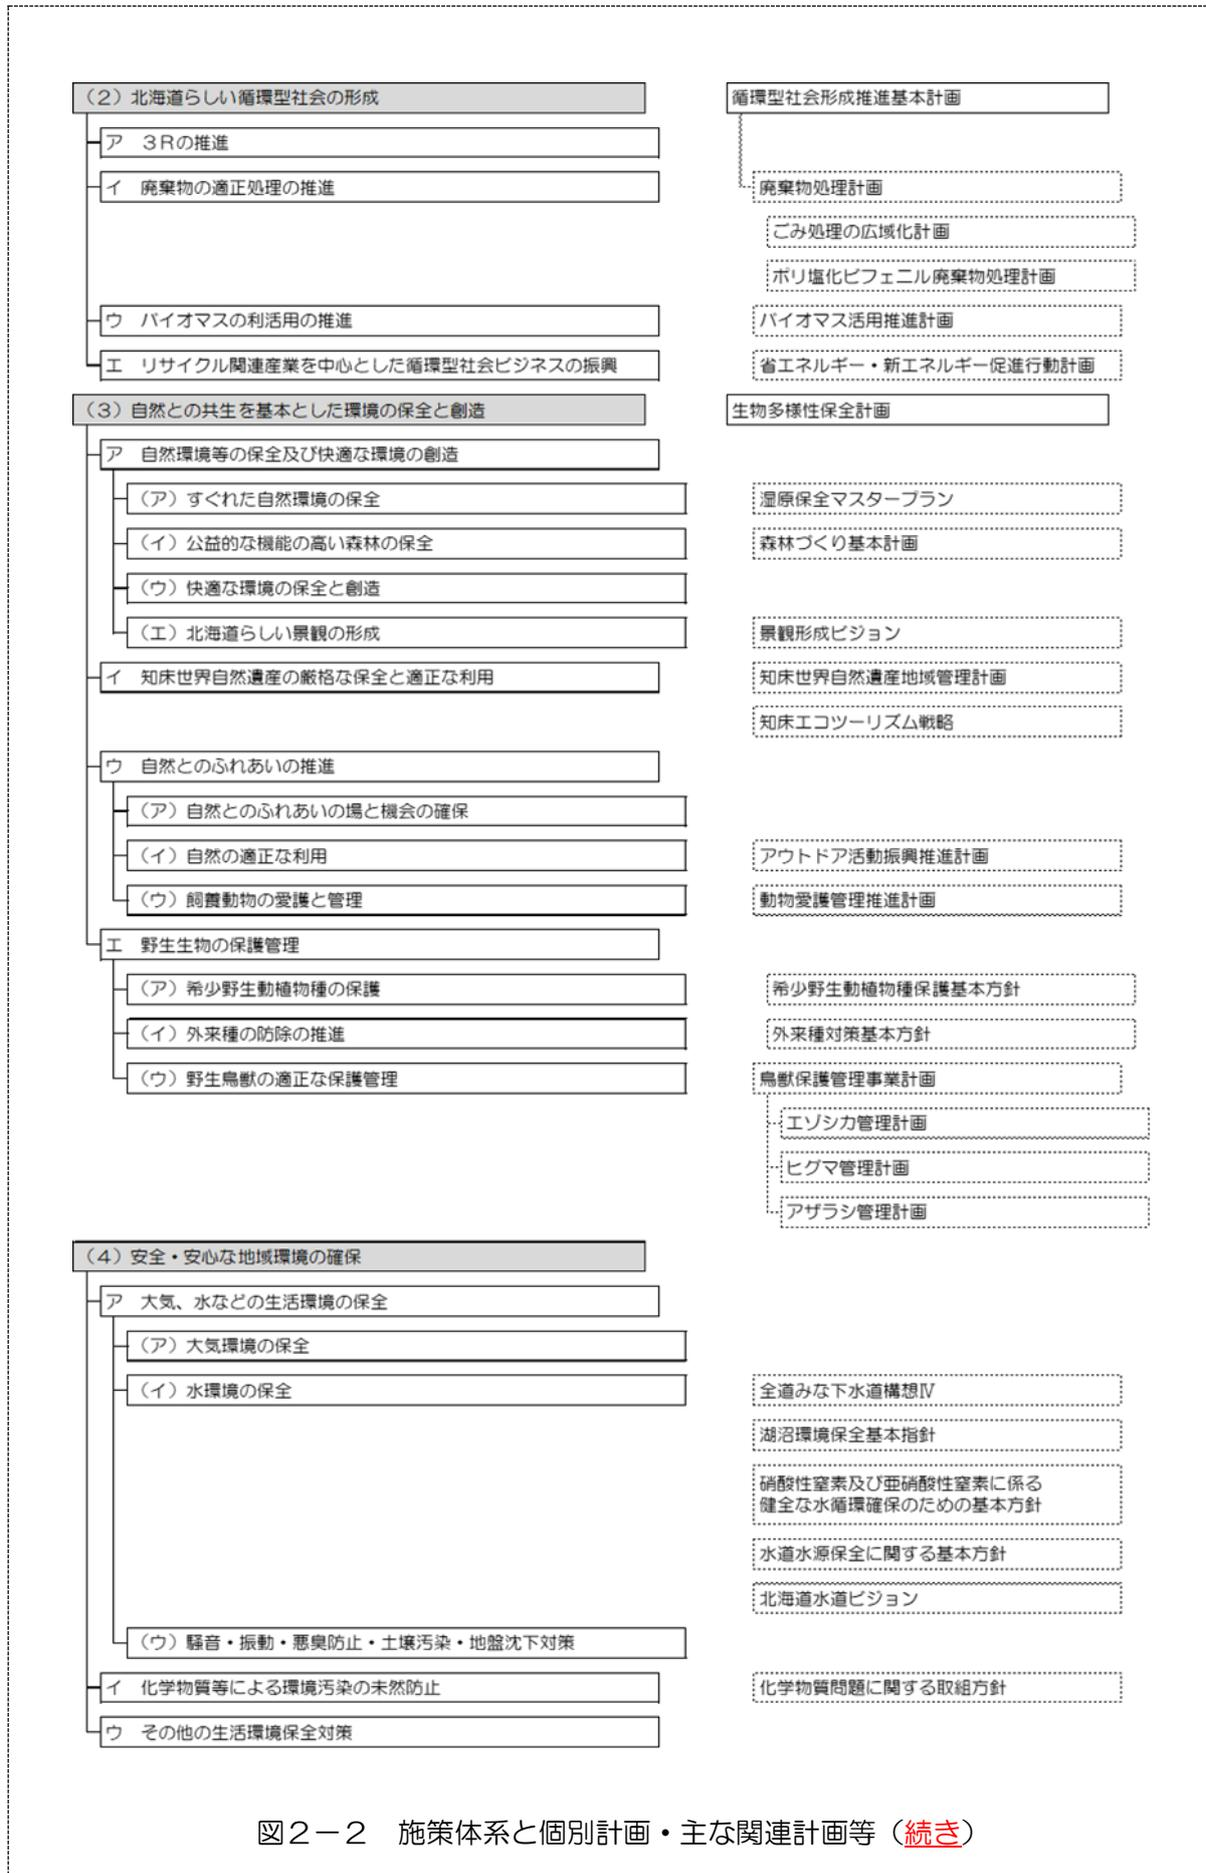 （２）北海道らしい循環型社会の形成
循環型社会形成推進基本計画
ア　３Rの推進
イ　廃棄物の適正処理の推進
廃棄物処理計画
ごみ処理の広域化計画
ポリ塩化ビフェニル廃棄物処理計画
ウ　バイオマスの利活用の推進
バイオマス活用推進計画
エ　リサイクル関連産業を中心とした循環型社会ビジネスの振興
省エネルギー・新エネルギー促進行動計画
（３）自然との共生を基本とした環境の保全と創造
生物多様性保全計画
ア　自然環境等の保全及び快適な環境の創造
（ア）すぐれた自然環境の保全
湿原保全マスタープラン
（イ）公益的な機能の高い森林の保全
森林づくり基本計画
（ウ）快適な環境の保全と創造
（エ）北海道らしい景観の形成
景観形成ビジョン
イ　知床世界自然遺産の厳格な保全と適正な利用
知床世界自然遺産地域管理計画
知床エコツーリズム戦略
ウ　自然とのふれあいの推進
（ア）自然とのふれあいの場と機会の確保
（イ）自然の適正な利用
アウトドア活動振興推進計画
（ウ）飼養動物の愛護と管理
動物愛護管理推進計画
エ　野生生物の保護管理
（ア）希少野生動植物種の保護
希少野生動植物種保護基本方針
（イ）外来種の防除の推進
外来種対策基本方針
（ウ）野生鳥獣の適正な保護管理
鳥獣保護管理事業計画
エゾシカ管理計画
ヒグマ管理計画
アザラシ管理計画
（４）安全・安心な地域環境の確保
ア　大気、水などの生活環境の保全
（ア）大気環境の保全
（イ）水環境の保全
全道みな下水道構想Ⅳ
湖沼環境保全基本指針
硝酸性窒素及び亜硝酸性窒素に係る
健全な水循環確保のための基本方針
水道水源保全に関する基本方針
北海道水道ビジョン
（ウ）騒音・振動・悪臭防止・土壌汚染・地盤沈下対策
イ　化学物質等による環境汚染の未然防止
化学物質問題に関する取組方針
ウ　その他の生活環境保全対策
図２－２　施策体系と個別計画・主な関連計画等（続き）